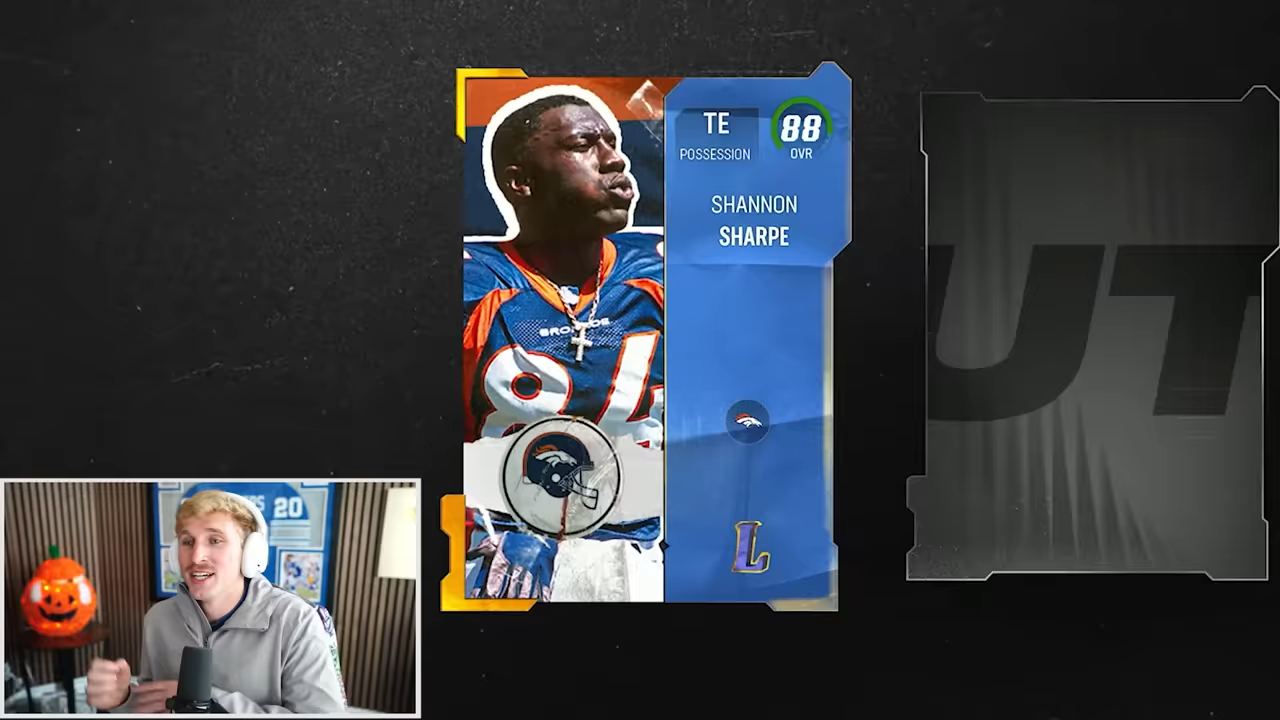 TE
88
POSSESSION
OVR
SHANNON
SHARPE
BRONCOS
84
L
UT
20